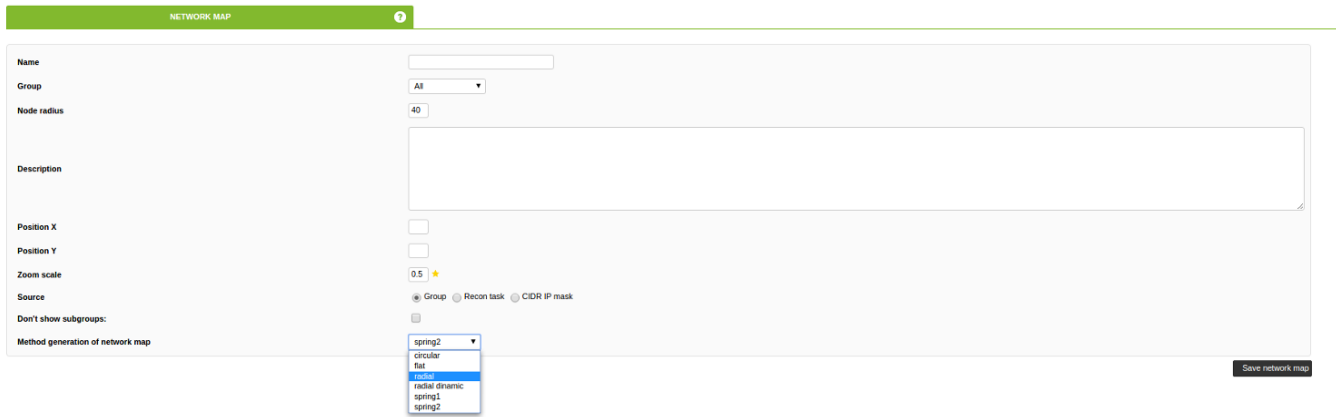 NETWORK MAP ?
Name
Group All
Node radius 40
Description
Position X
Position Y
Zoom scale 0.5
Source Group Recon task CIDR IP mask
Don't show subgroups:
Method generation of network map spring2
circular
flat
radial
radial dinamic
spring1
spring2
Save network map